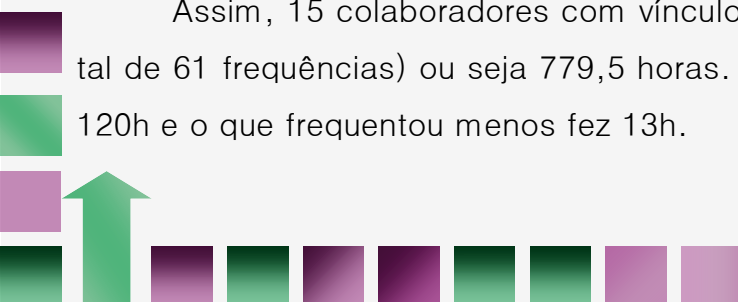 Assim, 15 colaboradores com vínculo
tal de 61 frequências) ou seja 779,5 horas.
120h e o que frequentou menos fez 13h.